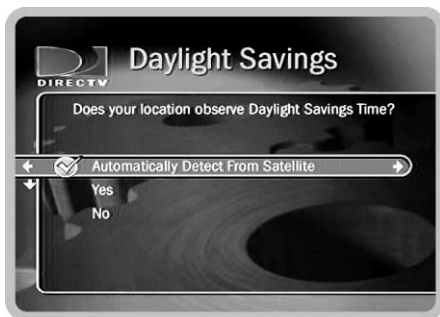 Daylight Savings
DIRECTV
Does your location observe Daylight Savings Time?
Automatically Detect From Satellite
Yes
No